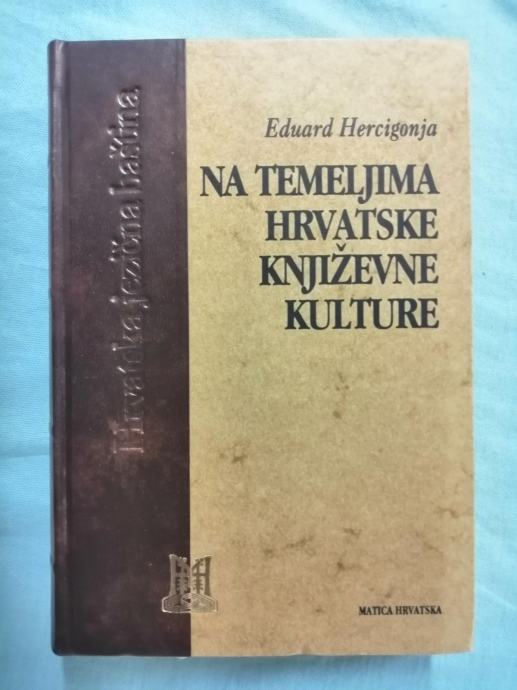 Hrvatska jezična baština
Eduard Hercigonja
NA TEMELJIMA
HRVATSKE
KNJIŽEVNE
KULTURE
MATICA HRVATSKA